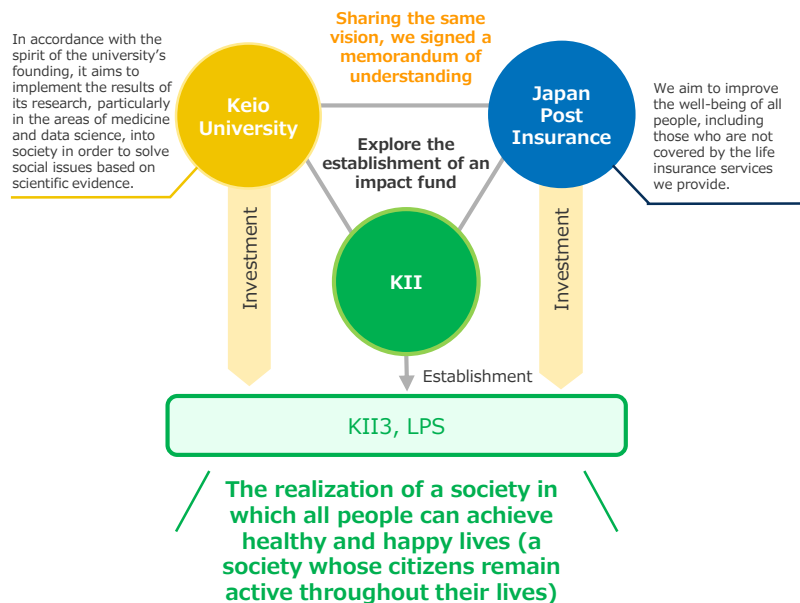 Sharing the same
vision, we signed a
memorandum of
understanding
In accordance with the
spirit of the university's
founding, it aims to
implement the results of
its research, particularly
in the areas of medicine
and data science, into
society in order to solve
social issues based on
scientific evidence.
Keio
University
Japan
Post
Insurance
We aim to improve
the well-being of all
people, including
those who are not
covered by the life
insurance services
we provide.
Explore the
establishment of an
impact fund
Investment
KII
Investment
Establishment
KII3, LPS
The realization of a society in
which all people can achieve
healthy and happy lives (a
society whose citizens remain
active throughout their lives)